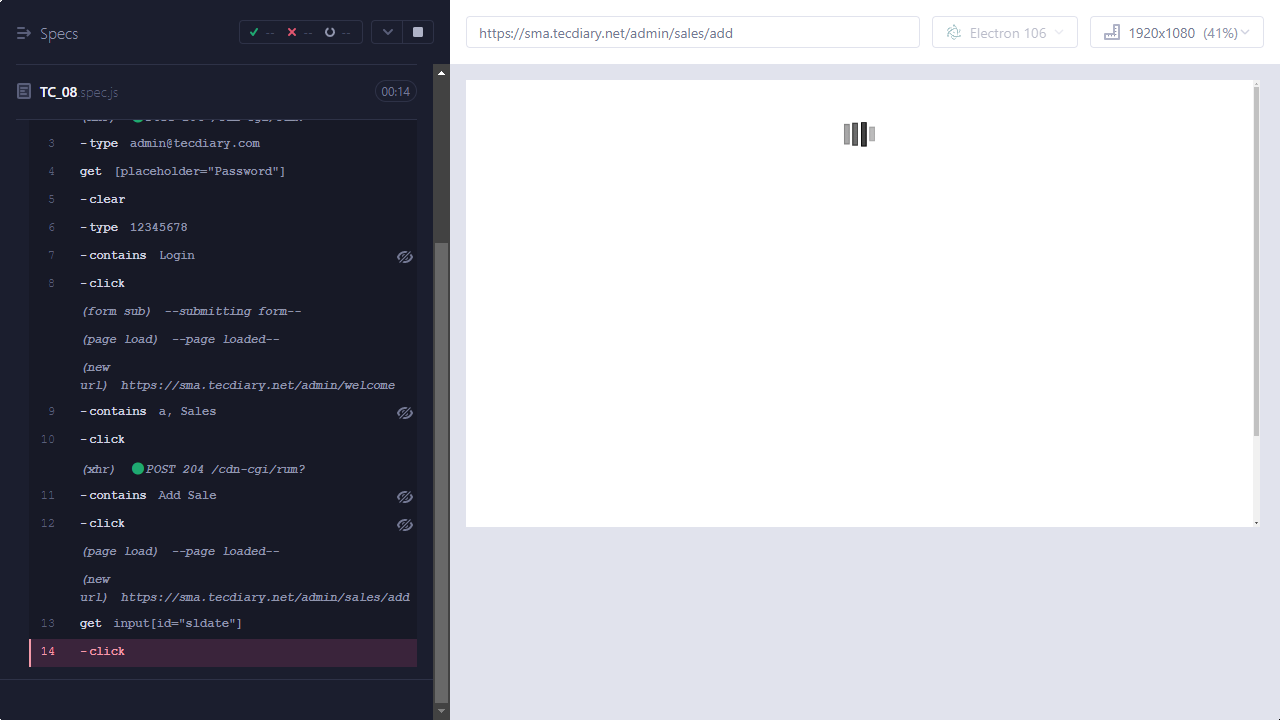 Specs
-- -- --
https://sma.tecdiary.net/admin/sales/add
Electron 106
1920x1080 (41%)
TC_08 spec.js
00:14
3 -type admin@tecdiary.com
4 get [placeholder="Password"]
5 -clear
6 -type 12345678
7 -contains Login
8 -click
(form sub) --submitting form--
(page load) --page loaded--
(new
url) https://sma.tecdiary.net/admin/welcome
9 -contains a, Sales
10 -click
(xhr) POST 204 /cdn-cgi/rum?
11 -contains Add Sale
12 -click
(page load) --page loaded--
(new
url) https://sma.tecdiary.net/admin/sales/add
13 get input[id="sldate"]
14 -click